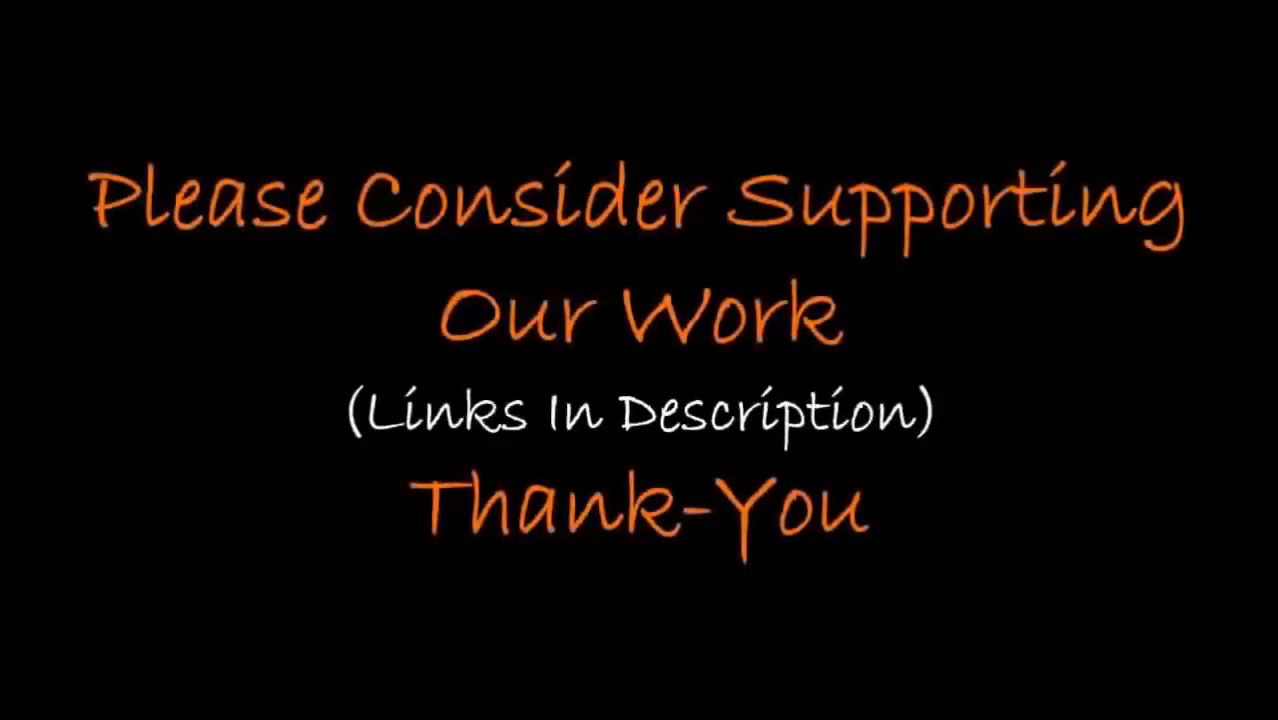 Please Consider Supporting
Our Work
(Links In Description)
Thank-You